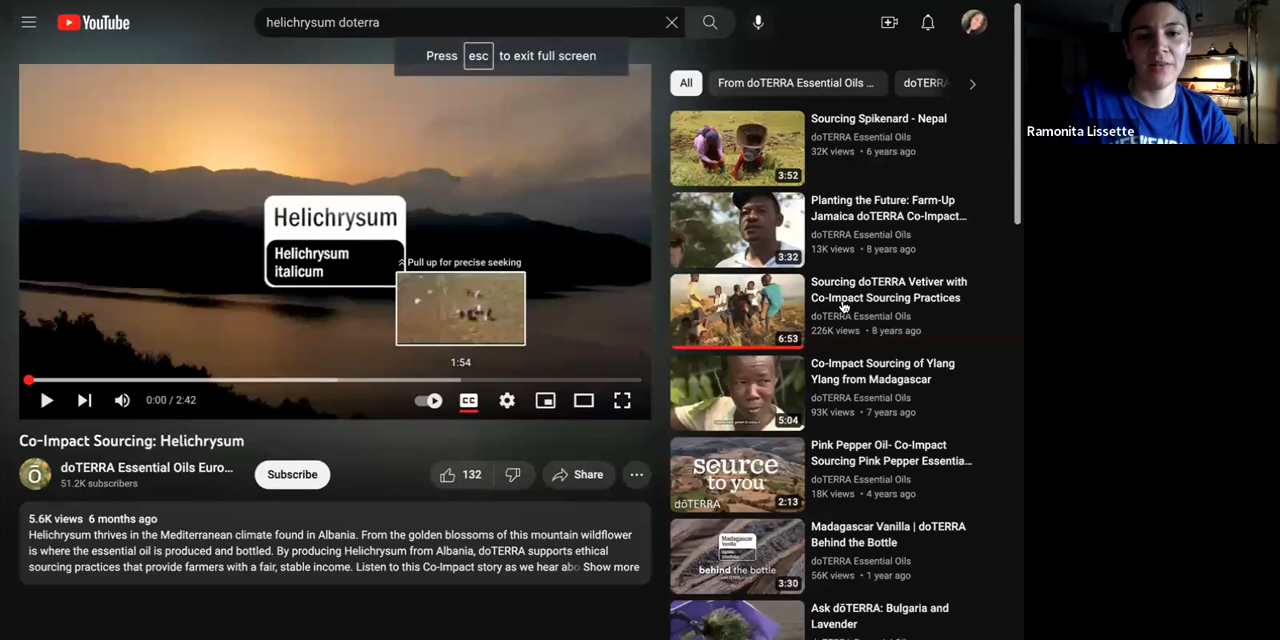 YouTube
helichrysum doterra
Press esc to exit full screen
Helichrysum
Helichrysum
italicum
Pull up for precise seeking
1:54
0:00 / 2:42
CC
Co-Impact Sourcing: Helichrysum
ō
doTERRA Essential Oils Euro...
51.2K subscribers
Subscribe
132
Share
5.6K views 6 months ago
Helichrysum thrives in the Mediterranean climate found in Albania. From the golden blossoms of this mountain wildflower
is where the essential oil is produced and bottled. By producing Helichrysum from Albania, doTERRA supports ethical
sourcing practices that provide farmers with a fair, stable income. Listen to this Co-Impact story as we hear abo Show more
All
From doTERRA Essential Oils ...
doTERRA
Sourcing Spikenard - Nepal
doTERRA Essential Oils
32K views • 6 years ago
3:52
Planting the Future: Farm-Up
Jamaica doTERRA Co-Impact...
doTERRA Essential Oils
13K views • 8 years ago
3:32
Sourcing doTERRA Vetiver with
Co-Impact Sourcing Practices
doTERRA Essential Oils
226K views • 8 years ago
6:53
Co-Impact Sourcing of Ylang
Ylang from Madagascar
doTERRA Essential Oils
93K views • 7 years ago
5:04
Pink Pepper Oil- Co-Impact
Sourcing Pink Pepper Essentia...
doTERRA Essential Oils
18K views • 4 years ago
source
to you
dōTERRA
2:13
Madagascar Vanilla | doTERRA
Behind the Bottle
doTERRA Essential Oils
56K views • 1 year ago
Madagascar
Vanilla
behind the bottle
3:30
Ask dōTERRA: Bulgaria and
Lavender
Ramonita Lissette